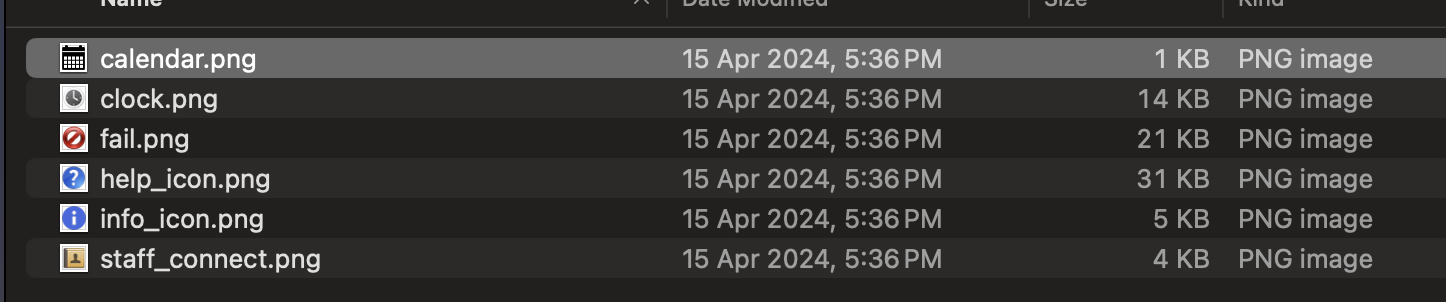 Name Date Modified Size Kind
calendar.png 15 Apr 2024, 5:36 PM 1 KB PNG image
clock.png 15 Apr 2024, 5:36 PM 14 KB PNG image
fail.png 15 Apr 2024, 5:36 PM 21 KB PNG image
help_icon.png 15 Apr 2024, 5:36 PM 31 KB PNG image
info_icon.png 15 Apr 2024, 5:36 PM 5 KB PNG image
staff_connect.png 15 Apr 2024, 5:36 PM 4 KB PNG image